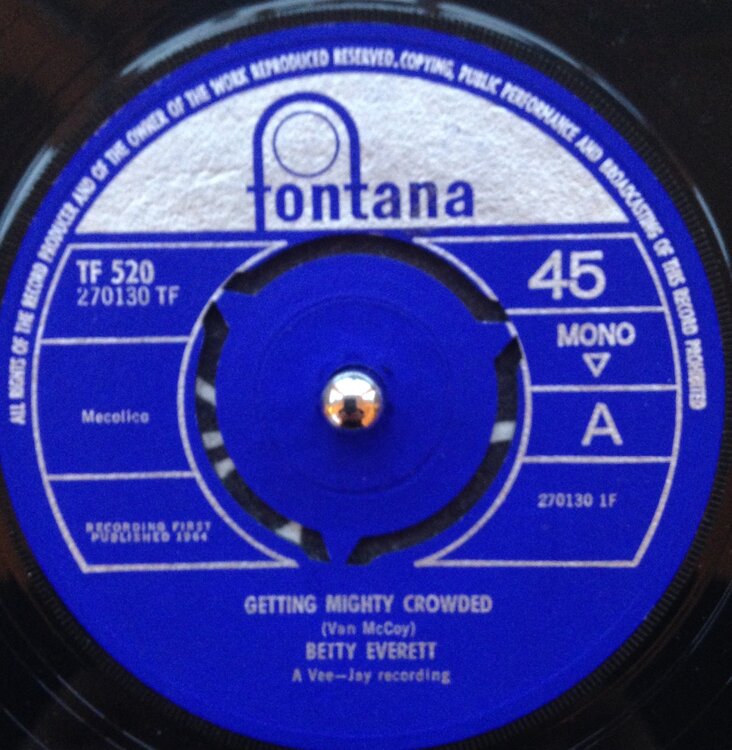 ALL RIGHTS OF THE RECORD PRODUCER AND OF THE OWNER OF THE WORK REPRODUCED RESERVED. COPYING, PUBLIC PERFORMANCE AND BROADCASTING OF THIS RECORD PROHIBITED
fontana
TF 520
270130 TF
45
MONO
Mecolico
A
270130 1F
RECORDING FIRST
PUBLISHED 1964
GETTING MIGHTY CROWDED
(Van McCoy)
BETTY EVERETT
A Vee-Jay recording